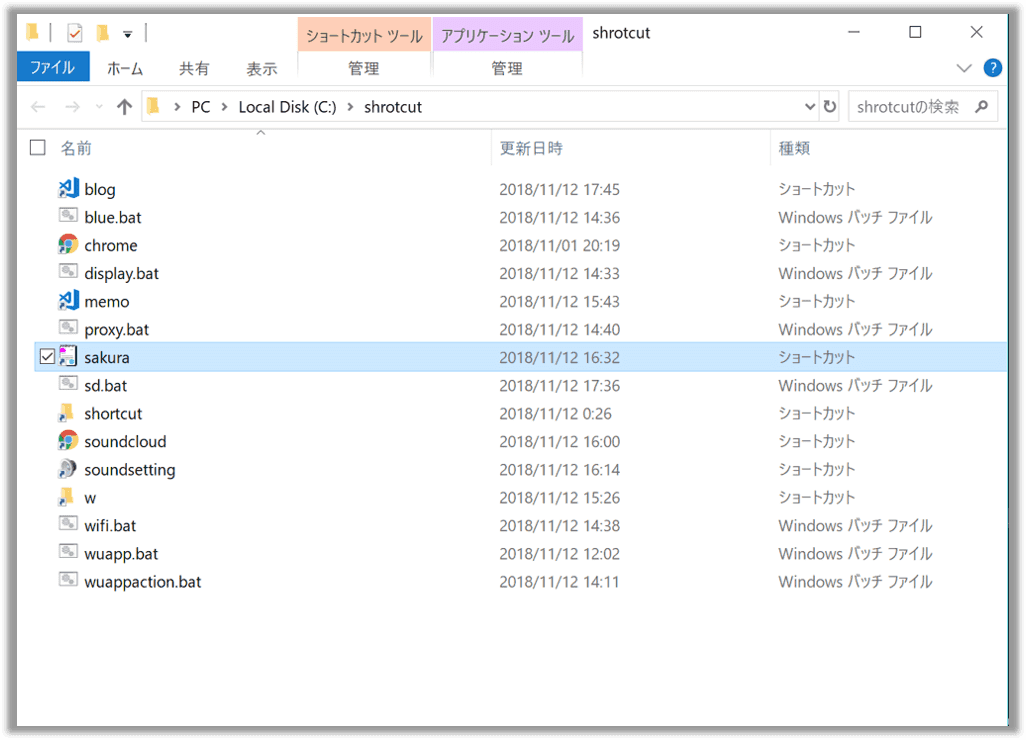 ショートカット ツール アプリケーション ツール shrotcut
ファイル ホーム 共有 表示 管理 管理 ?
PC Local Disk (C:) shrotcut shrotcutの検索
名前 更新日時 種類
blog 2018/11/12 17:45 ショートカット
blue.bat 2018/11/12 14:36 Windows バッチ ファイル
chrome 2018/11/01 20:19 ショートカット
display.bat 2018/11/12 14:33 Windows バッチ ファイル
memo 2018/11/12 15:43 ショートカット
proxy.bat 2018/11/12 14:40 Windows バッチ ファイル
sakura 2018/11/12 16:32 ショートカット
sd.bat 2018/11/12 17:36 Windows バッチ ファイル
shortcut 2018/11/12 0:26 ショートカット
soundcloud 2018/11/12 16:00 ショートカット
soundsetting 2018/11/12 16:14 ショートカット
w 2018/11/12 15:26 ショートカット
wifi.bat 2018/11/12 14:38 Windows バッチ ファイル
wuapp.bat 2018/11/12 12:02 Windows バッチ ファイル
wuappaction.bat 2018/11/12 14:11 Windows バッチ ファイル